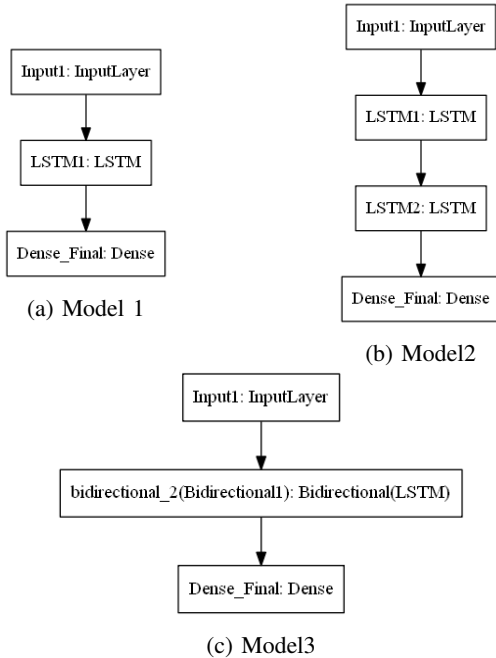 Input1: InputLayer
LSTM1: LSTM
Dense_Final: Dense
(a) Model 1
Input1: InputLayer
LSTM1: LSTM
LSTM2: LSTM
Dense_Final: Dense
(b) Model2
Input1: InputLayer
bidirectional_2(Bidirectional1): Bidirectional(LSTM)
Dense_Final: Dense
(c) Model3